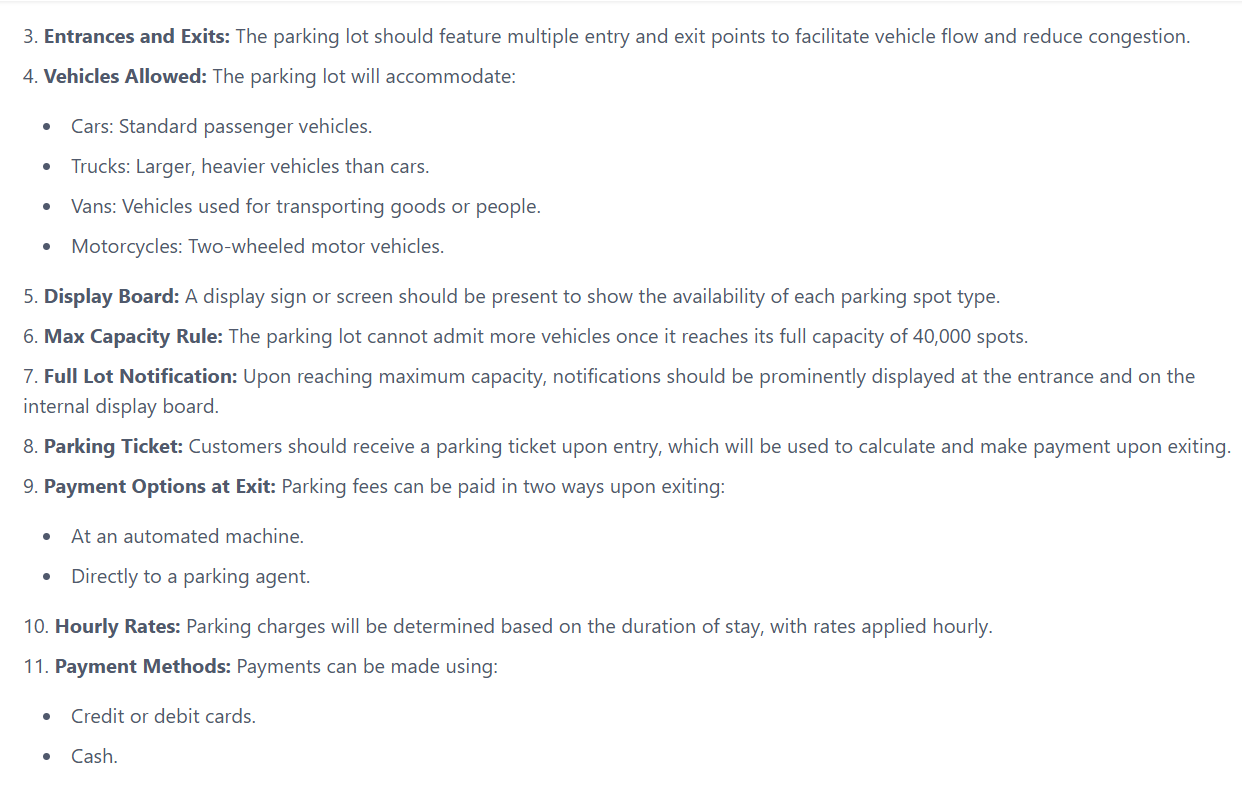 3. Entrances and Exits: The parking lot should feature multiple entry and exit points to facilitate vehicle flow and reduce congestion.
4. Vehicles Allowed: The parking lot will accommodate:
• Cars: Standard passenger vehicles.
• Trucks: Larger, heavier vehicles than cars.
• Vans: Vehicles used for transporting goods or people.
• Motorcycles: Two-wheeled motor vehicles.
5. Display Board: A display sign or screen should be present to show the availability of each parking spot type.
6. Max Capacity Rule: The parking lot cannot admit more vehicles once it reaches its full capacity of 40,000 spots.
7. Full Lot Notification: Upon reaching maximum capacity, notifications should be prominently displayed at the entrance and on the
internal display board.
8. Parking Ticket: Customers should receive a parking ticket upon entry, which will be used to calculate and make payment upon exiting.
9. Payment Options at Exit: Parking fees can be paid in two ways upon exiting:
• At an automated machine.
• Directly to a parking agent.
10. Hourly Rates: Parking charges will be determined based on the duration of stay, with rates applied hourly.
11. Payment Methods: Payments can be made using:
• Credit or debit cards.
• Cash.